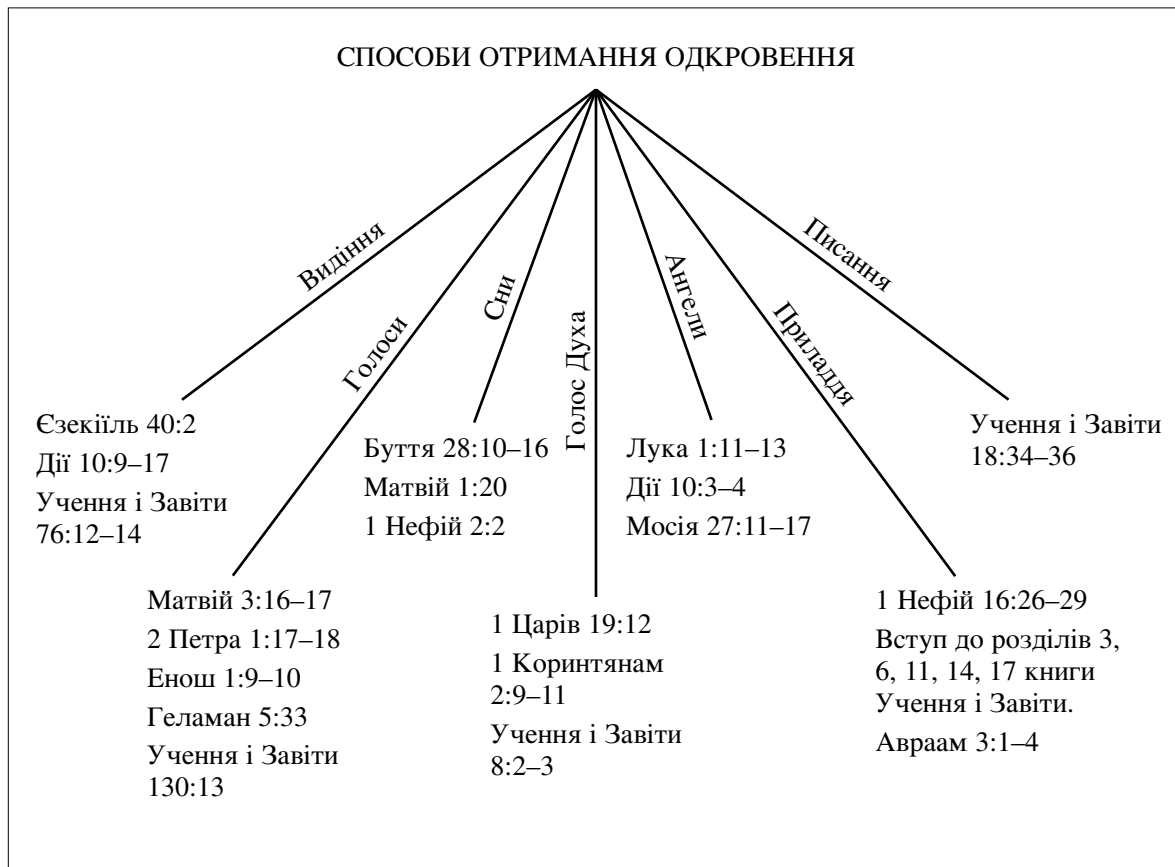 СПОСОБИ ОТРИМАННЯ ОДКРОВЕННЯ
Видіння
Єзекіїль 40:2
Дії 10:9–17
Учення і Завіти
76:12–14
Голоси
Матвій 3:16–17
2 Петра 1:17–18
Енош 1:9–10
Геламан 5:33
Учення і Завіти
130:13
Сни
Буття 28:10–16
Матвій 1:20
1 Нефій 2:2
Голос Духа
1 Царів 19:12
1 Коринтянам
2:9–11
Учення і Завіти
8:2–3
Ангели
Лука 1:11–13
Дії 10:3–4
Мосія 27:11–17
Приладдя
1 Нефій 16:26–29
Вступ до розділів 3,
6, 11, 14, 17 книги
Учення і Завіти.
Авраам 3:1–4
Писання
Учення і Завіти
18:34–36